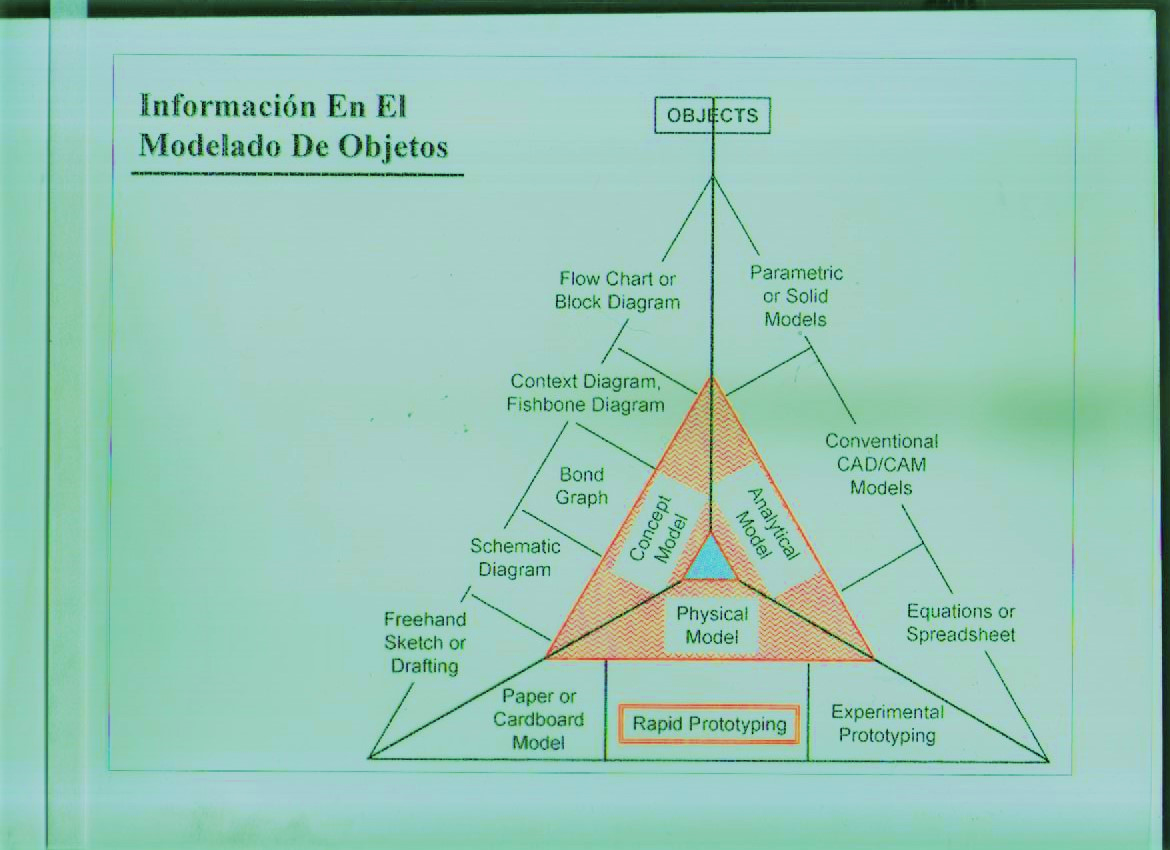 Información En El
Modelado De Objetos
OBJECTS
Flow Chart or
Block Diagram
Parametric
or Solid
Models
Context Diagram,
Fishbone Diagram
Conventional
CAD/CAM
Models
Bond
Graph
Concept
Model
Analytical
Model
Schematic
Diagram
Physical
Model
Equations or
Spreadsheet
Freehand
Sketch or
Drafting
Paper or
Cardboard
Model
Rapid Prototyping
Experimental
Prototyping